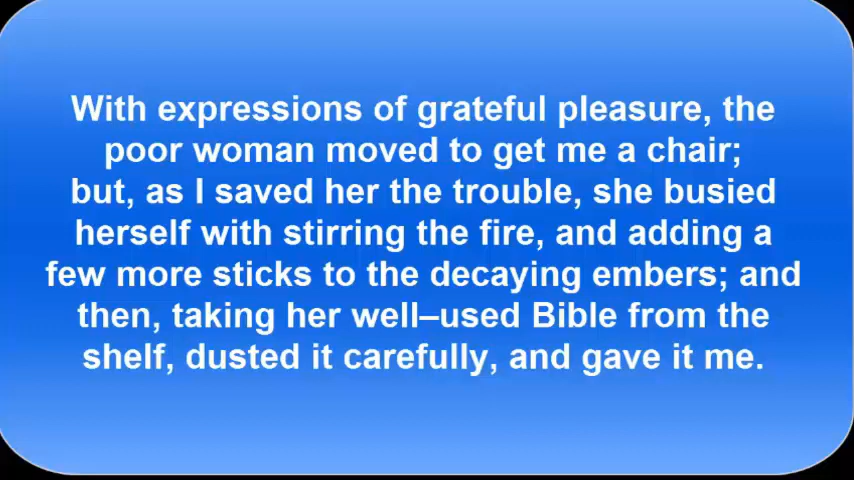 With expressions of grateful pleasure, the
poor woman moved to get me a chair;
but, as I saved her the trouble, she busied
herself with stirring the fire, and adding a
few more sticks to the decaying embers; and
then, taking her well–used Bible from the
shelf, dusted it carefully, and gave it me.